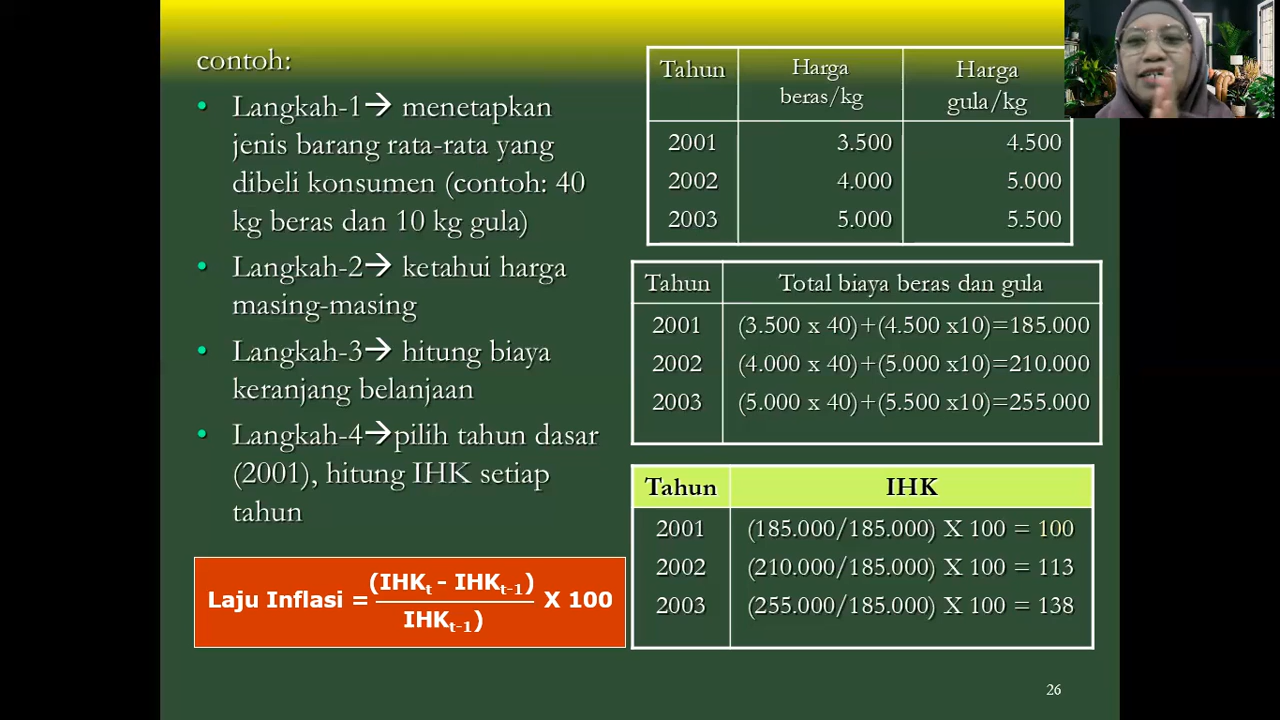 contoh:
• Langkah-1→ menetapkan
jenis barang rata-rata yang
dibeli konsumen (contoh: 40
kg beras dan 10 kg gula)
• Langkah-2→ ketahui harga
masing-masing
• Langkah-3→ hitung biaya
keranjang belanjaan
• Langkah-4→pilih tahun dasar
(2001), hitung IHK setiap
tahun
Laju Inflasi = (IHKt - IHKt-1) X 100
IHKt-1)
Tahun Harga Harga
beras/kg gula/kg
2001 3.500 4.500
2002 4.000 5.000
2003 5.000 5.500
Tahun Total biaya beras dan gula
2001 (3.500 x 40)+(4.500 x10)=185.000
2002 (4.000 x 40)+(5.000 x10)=210.000
2003 (5.000 x 40)+(5.500 x10)=255.000
Tahun IHK
2001 (185.000/185.000) X 100 = 100
2002 (210.000/185.000) X 100 = 113
2003 (255.000/185.000) X 100 = 138
26